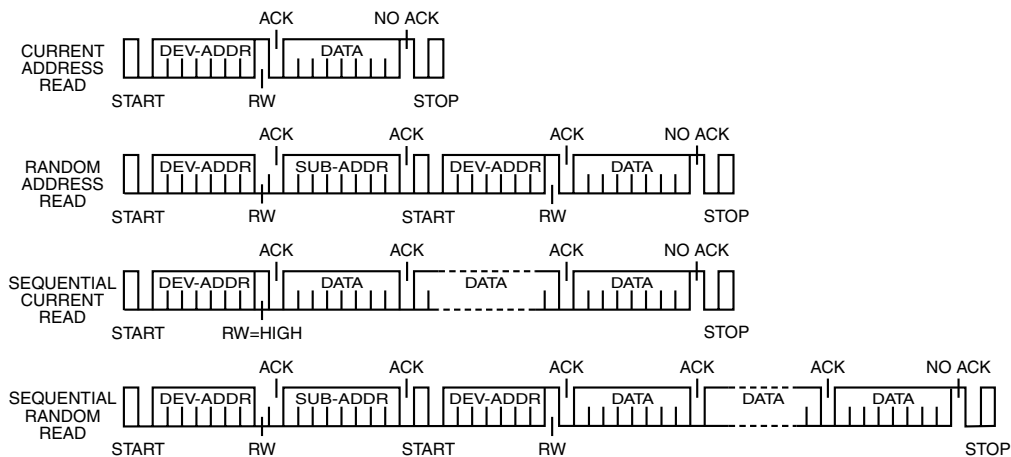 ACK NO ACK
CURRENT ADDRESS READ DEV-ADDR DATA
START RW STOP
ACK ACK ACK NO ACK
RANDOM ADDRESS READ DEV-ADDR SUB-ADDR DEV-ADDR DATA
START RW START RW STOP
ACK ACK ACK NO ACK
SEQUENTIAL CURRENT READ DEV-ADDR DATA DATA DATA
START RW=HIGH STOP
ACK ACK ACK ACK ACK NO ACK
SEQUENTIAL RANDOM READ DEV-ADDR SUB-ADDR DEV-ADDR DATA DATA DATA
START RW START RW STOP